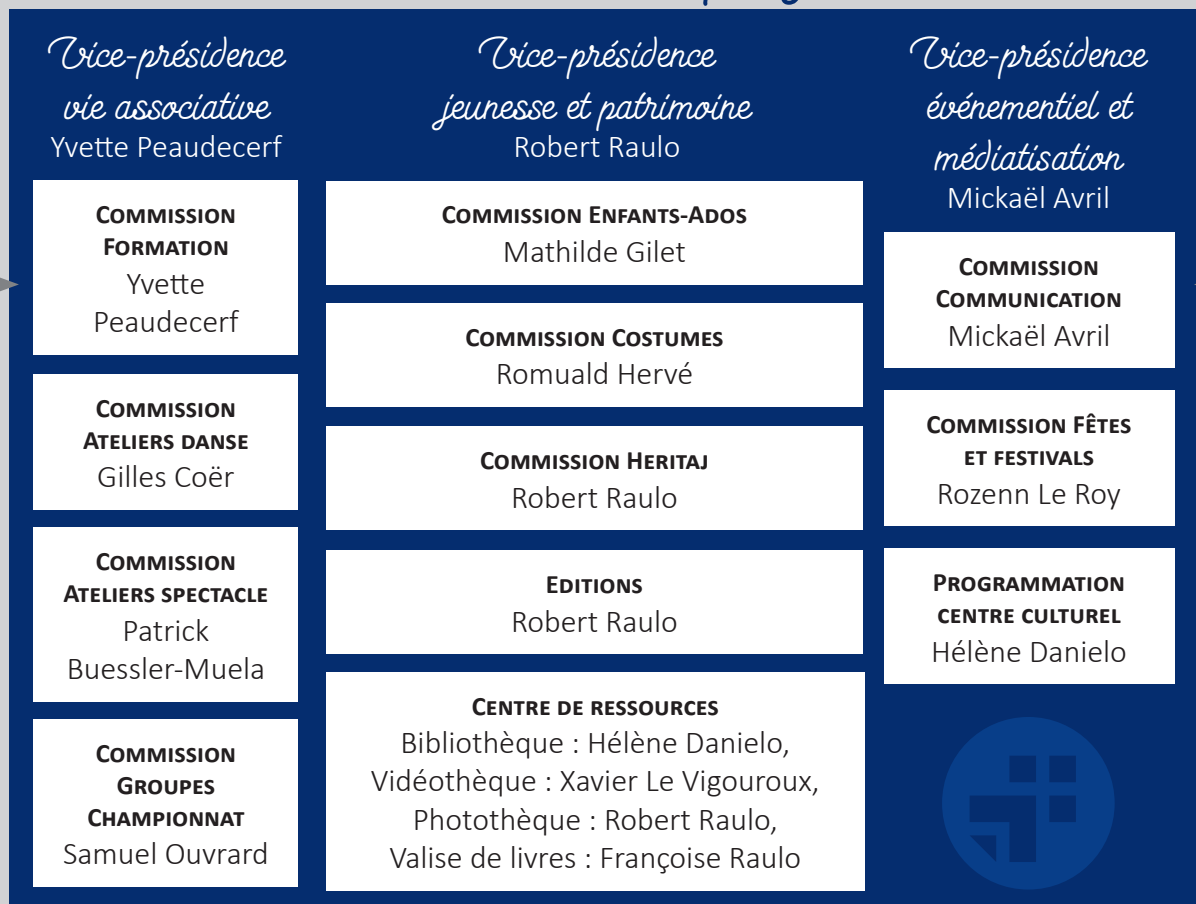 Vice-présidence
vie associative
Yvette Peaudecerf
COMMISSION
FORMATION
Yvette
Peaudecerf
COMMISSION
ATELIERS DANSE
Gilles Coër
COMMISSION
ATELIERS SPECTACLE
Patrick
Buessler-Muela
COMMISSION
GROUPES
CHAMPIONNAT
Samuel Ouvrard
Vice-présidence
jeunesse et patrimoine
Robert Raulo
COMMISSION ENFANTS-ADOS
Mathilde Gilet
COMMISSION COSTUMES
Romuald Hervé
COMMISSION HERITAJ
Robert Raulo
EDITIONS
Robert Raulo
CENTRE DE RESSOURCES
Bibliothèque : Hélène Danielo,
Vidéothèque : Xavier Le Vigouroux,
Photothèque : Robert Raulo,
Valise de livres : Françoise Raulo
Vice-présidence
événementiel et
médiatisation
Mickaël Avril
COMMISSION
COMMUNICATION
Mickaël Avril
COMMISSION FÊTES
ET FESTIVALS
Rozenn Le Roy
PROGRAMMATION
CENTRE CULTUREL
Hélène Danielo